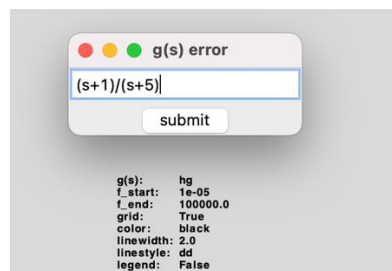 g(s) error
(s+1)/(s+5)
submit
g(s): hg
f_start: 1e-05
f_end: 100000.0
grid: True
color: black
linewidth: 2.0
linestyle: dd
legend: False